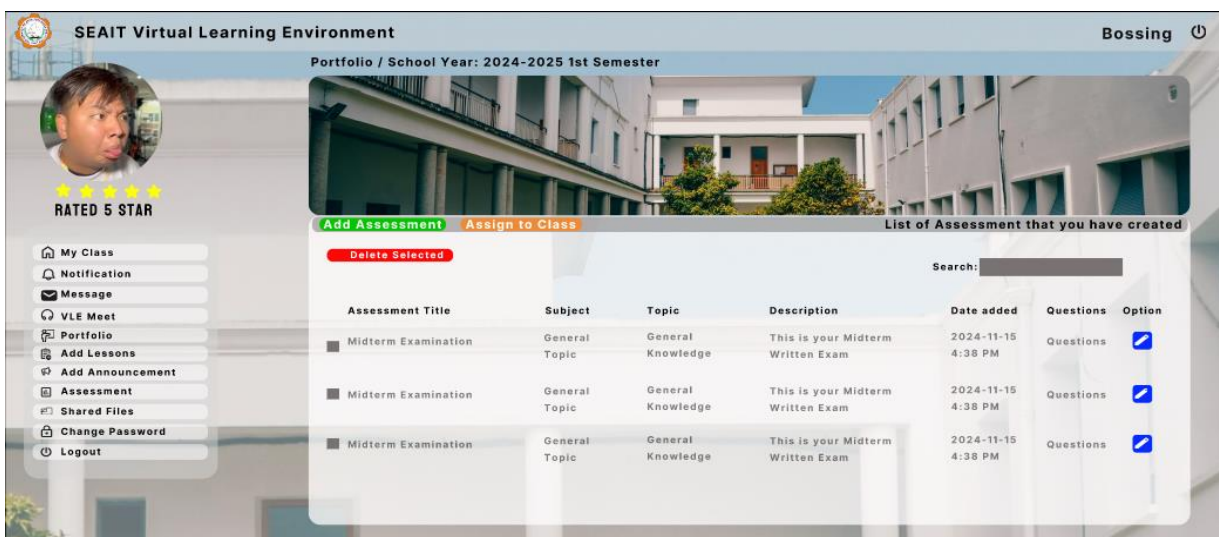 SEAIT Virtual Learning Environment
Bossing
Portfolio / School Year: 2024-2025 1st Semester
RATED 5 STAR
My Class
Notification
Message
VLE Meet
Portfolio
Add Lessons
Add Announcement
Assessment
Shared Files
Change Password
Logout
Add Assessment Assign to Class List of Assessment that you have created
Delete Selected
Search:
Assessment Title Subject Topic Description Date added Questions Option
Midterm Examination General General This is your Midterm 2024-11-15 Questions
Topic Knowledge Written Exam 4:38 PM
Midterm Examination General General This is your Midterm 2024-11-15 Questions
Topic Knowledge Written Exam 4:38 PM
Midterm Examination General General This is your Midterm 2024-11-15 Questions
Topic Knowledge Written Exam 4:38 PM